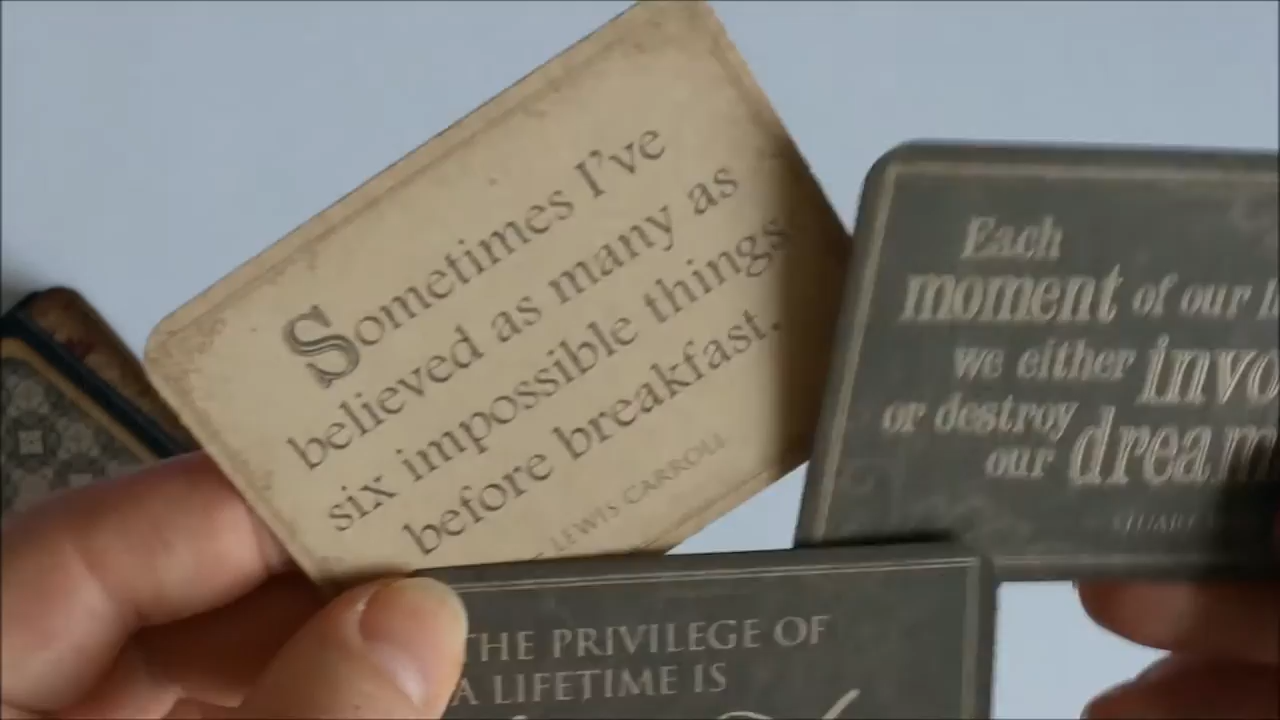 Sometimes I've
believed as many as
six impossible things
before breakfast.
— LEWIS CARROLL
Each
moment of our
we either
or destroy
our
STUART
THE PRIVILEGE OF
A LIFETIME IS